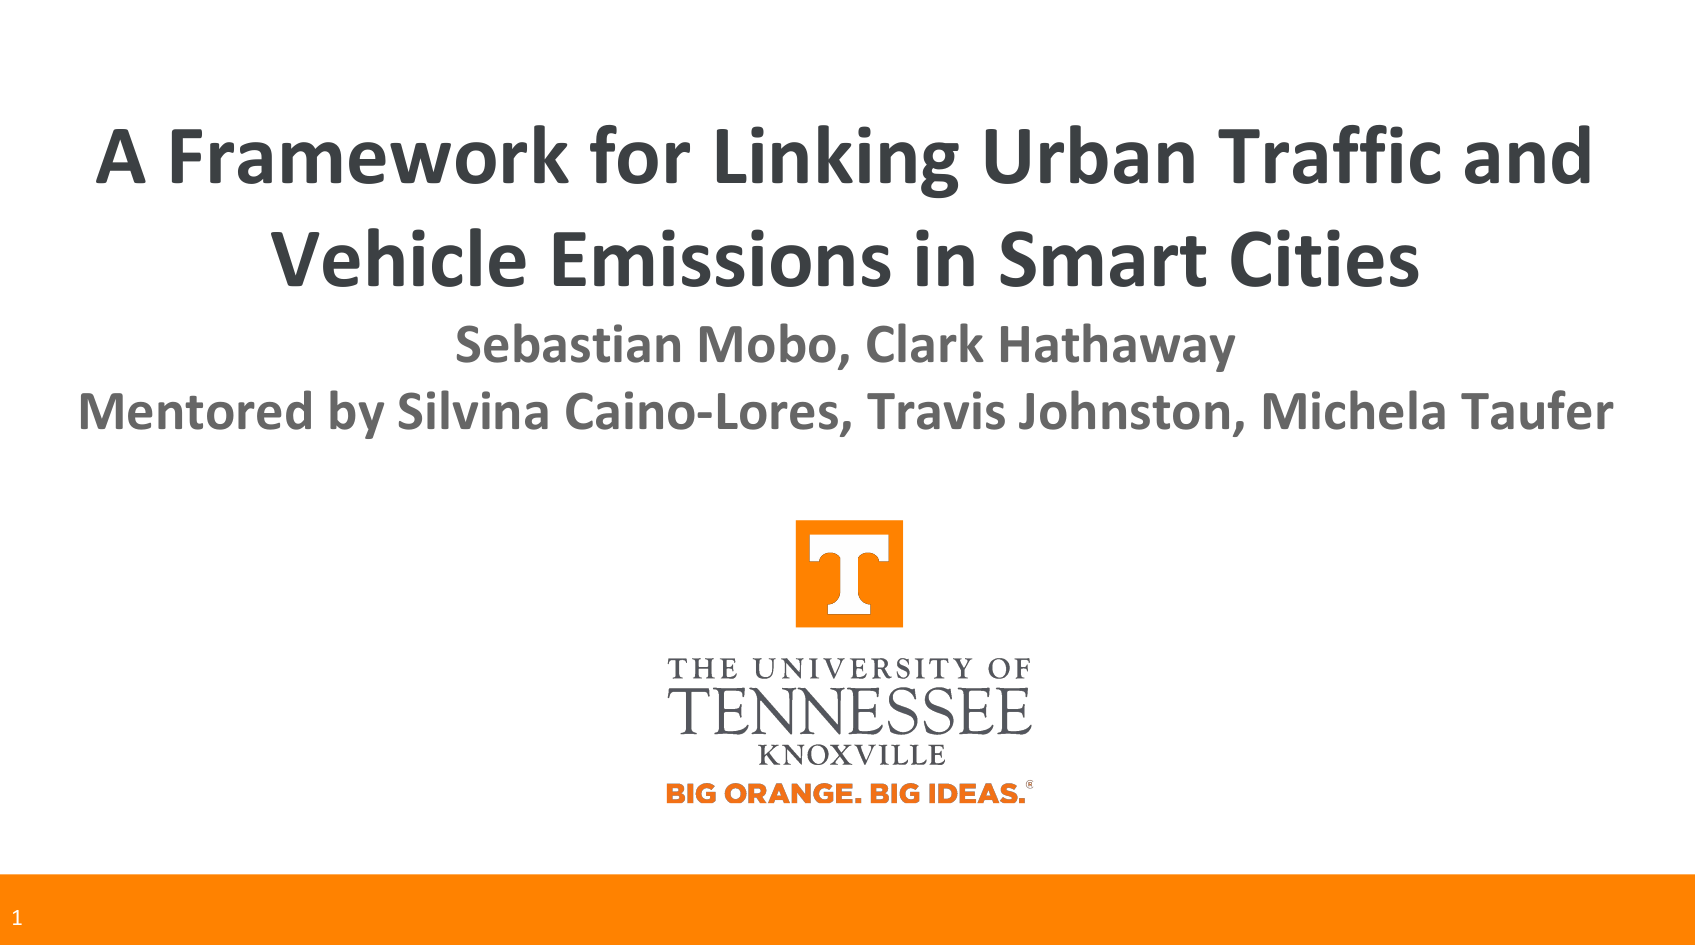 A Framework for Linking Urban Traffic and
Vehicle Emissions in Smart Cities
Sebastian Mobo, Clark Hathaway
Mentored by Silvina Caino-Lores, Travis Johnston, Michela Taufer
T
THE UNIVERSITY OF
TENNESSEE
KNOXVILLE
BIG ORANGE. BIG IDEAS.®
1